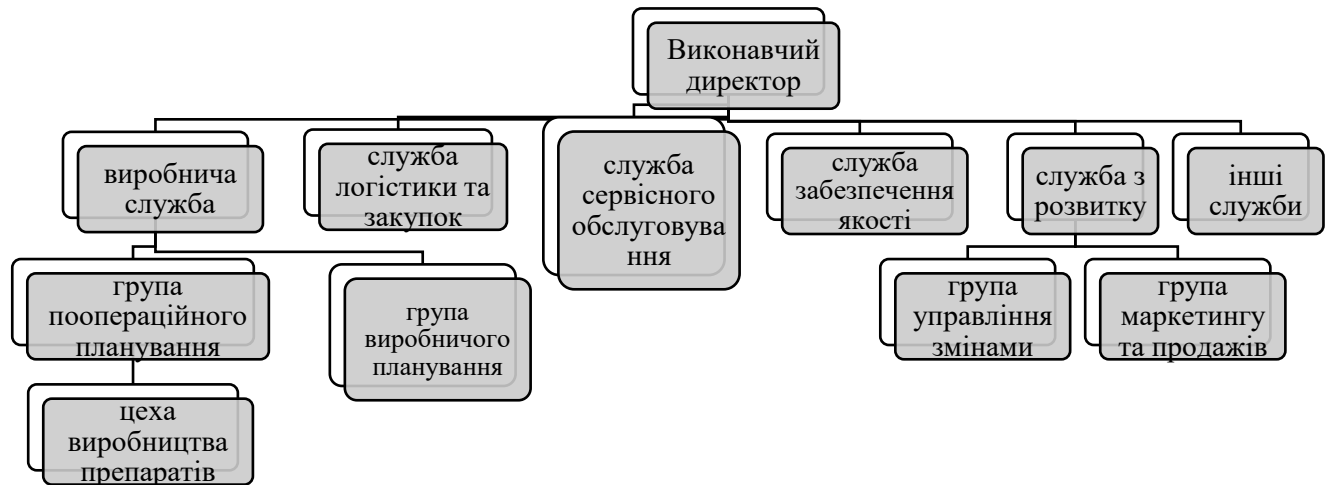 Виконавчий
директор
виробнича
служба
служба
логістики та
закупок
служба
сервісного
обслуговува
ння
служба
забезпечення
якості
служба з
розвитку
інші
служби
група
поопераційного
планування
група
виробничого
планування
група
управління
змінами
група
маркетингу
та продажів
цеха
виробництва
препаратів